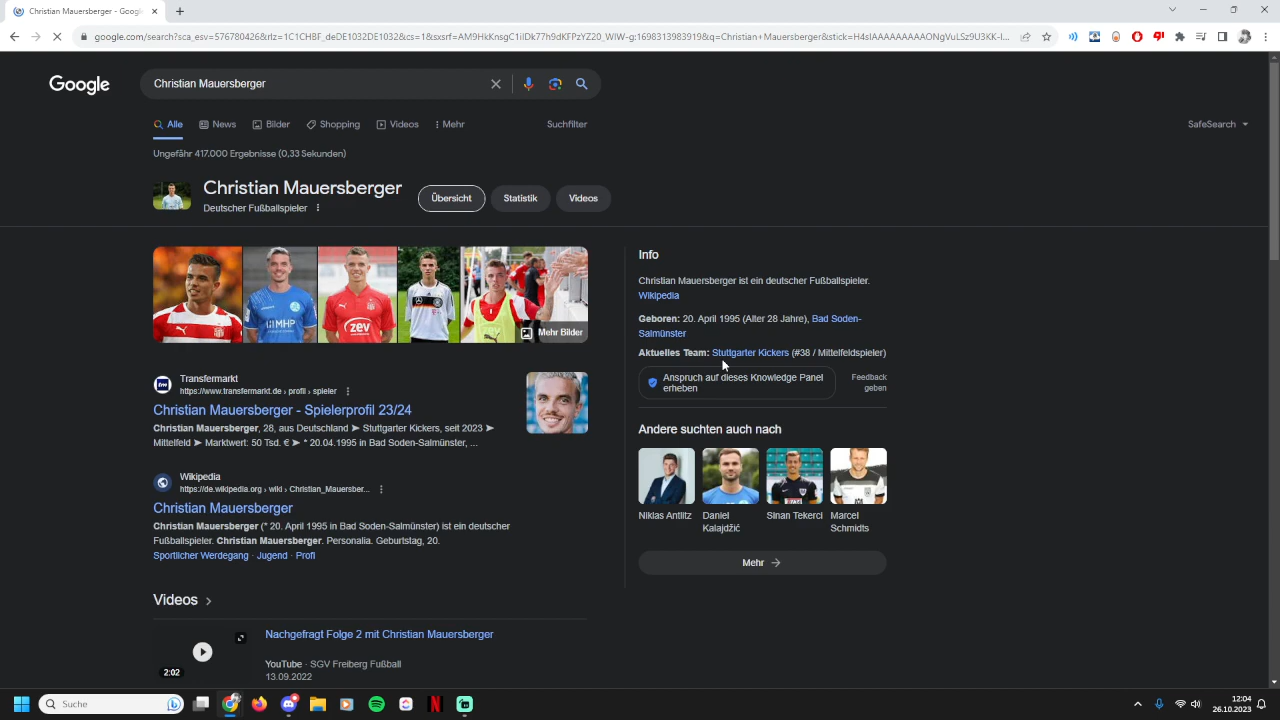 Christian Mauersberger - Google
google.com/search?sca_esv=576780426&rlz=1C1CHBF_deDE1032DE1032&cs=1&sxsrf=AM9HkKnsgC1iIDk77h9dKFPzYZ20_WIW-g:1698313983919&q=Christian+Mauersberger&stick=H4sIAAAAAAAAAONgVuLSz9U3KK-I...
Google
Christian Mauersberger
Alle
News
Bilder
Shopping
Videos
Mehr
Suchfilter
SafeSearch
Ungefähr 417.000 Ergebnisse (0,33 Sekunden)
Christian Mauersberger
Deutscher Fußballspieler
Übersicht
Statistik
Videos
MHP
zev
Mehr Bilder
Transfermarkt
https://www.transfermarkt.de › profil › spieler
Christian Mauersberger - Spielerprofil 23/24
Christian Mauersberger, 28, aus Deutschland ➤ Stuttgarter Kickers, seit 2023 ➤
Mittelfeld ➤ Marktwert: 50 Tsd. € ➤ * 20.04.1995 in Bad Soden-Salmünster, ...
Wikipedia
https://de.wikipedia.org › wiki › Christian_Mauersber...
Christian Mauersberger
Christian Mauersberger (* 20. April 1995 in Bad Soden-Salmünster) ist ein deutscher
Fußballspieler. Christian Mauersberger. Personalia. Geburtstag, 20.
Sportlicher Werdegang · Jugend · Profi
Videos
Nachgefragt Folge 2 mit Christian Mauersberger
YouTube · SGV Freiberg Fußball
13.09.2022
2:02
Info
Christian Mauersberger ist ein deutscher Fußballspieler.
Wikipedia
Geboren: 20. April 1995 (Alter 28 Jahre), Bad Soden-
Salmünster
Aktuelles Team: Stuttgarter Kickers (#38 / Mittelfeldspieler)
Anspruch auf dieses Knowledge Panel
erheben
Feedback
geben
Andere suchten auch nach
Niklas Antlitz
Daniel
Kalajdžić
Sinan Tekerci
Marcel
Schmidts
Mehr
Suche
12:04
26.10.2023